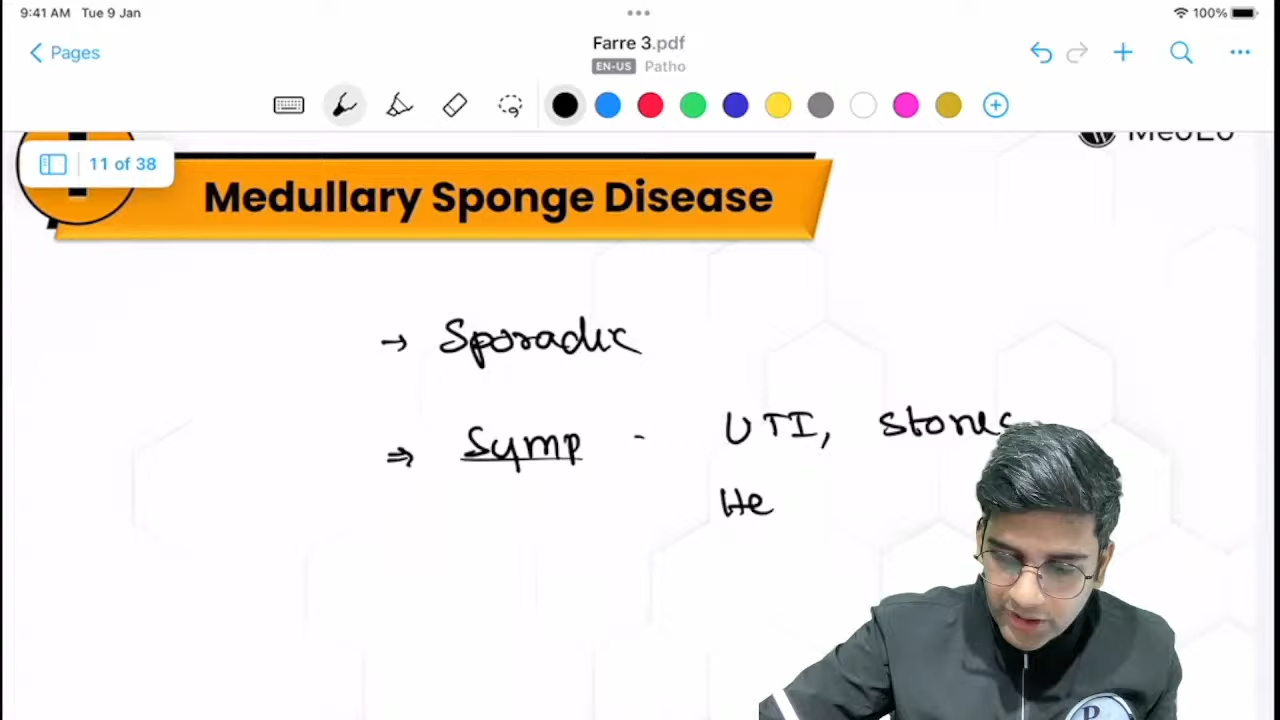 9:41 AM Tue 9 Jan 100%
Pages
Farre 3.pdf
EN-US Patho
11 of 38
Medullary Sponge Disease
→ Sporadic
⇒ Symp - UTI, stones
He